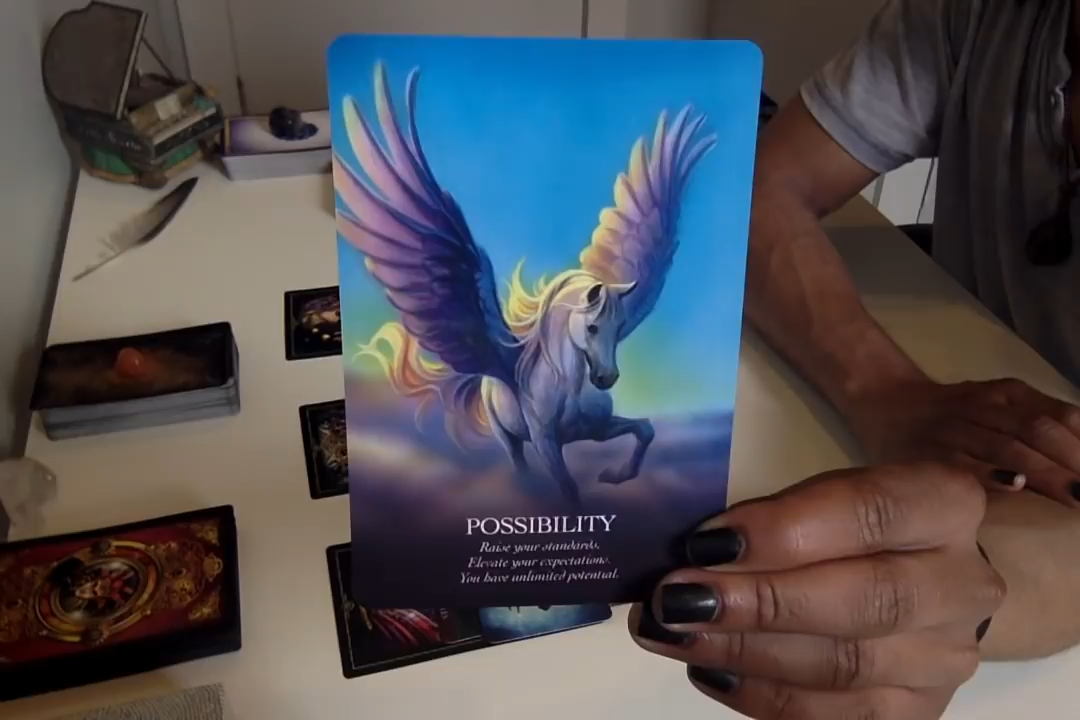 POSSIBILITY
Raise your standards.
Elevate your expectations.
You have unlimited potential.